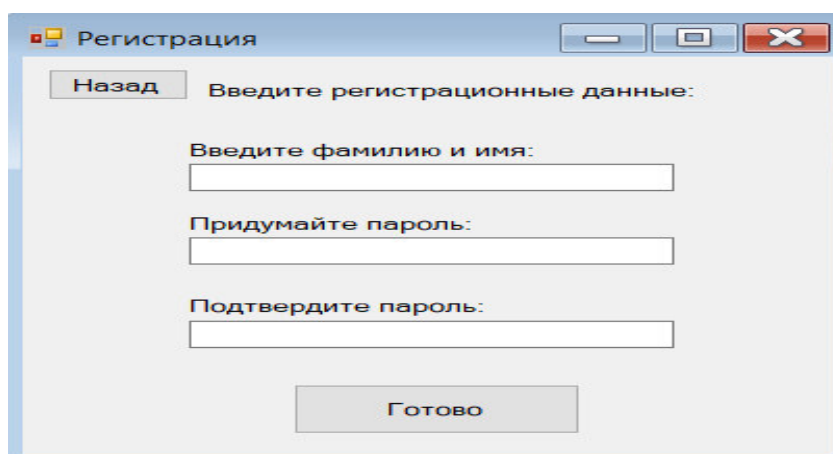 Регистрация
Назад
Введите регистрационные данные:
Введите фамилию и имя:
Придумайте пароль:
Подтвердите пароль:
Готово